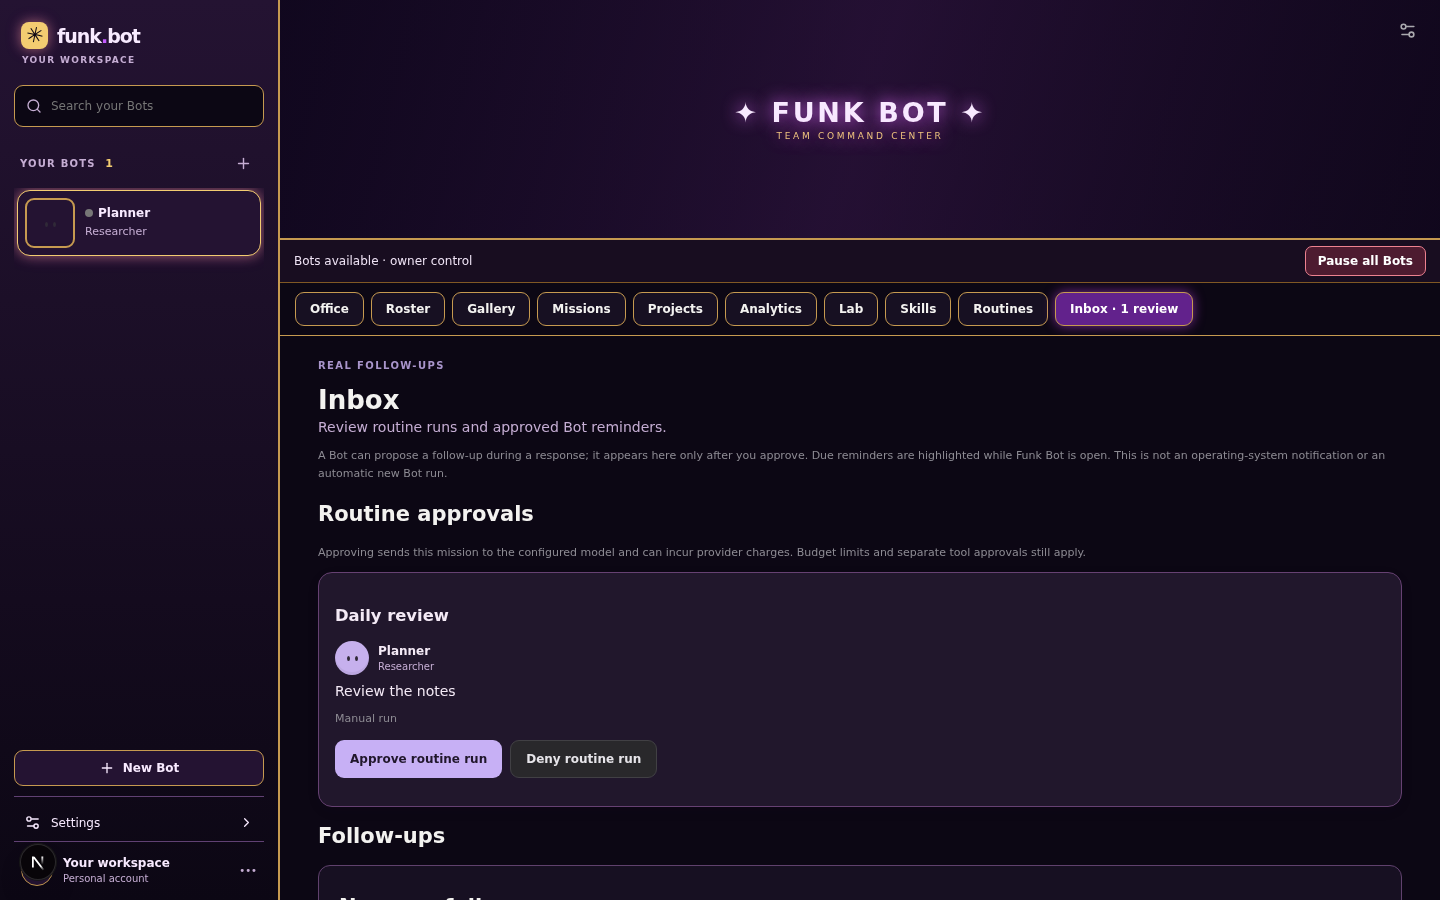 funk.bot
YOUR WORKSPACE
Search your Bots
YOUR BOTS 1
Planner
Researcher
New Bot
Settings
N
Your workspace
Personal account
✦ FUNK BOT ✦
TEAM COMMAND CENTER
Bots available · owner control
Pause all Bots
Office
Roster
Gallery
Missions
Projects
Analytics
Lab
Skills
Routines
Inbox · 1 review
REAL FOLLOW-UPS
Inbox
Review routine runs and approved Bot reminders.
A Bot can propose a follow-up during a response; it appears here only after you approve. Due reminders are highlighted while Funk Bot is open. This is not an operating-system notification or an
automatic new Bot run.
Routine approvals
Approving sends this mission to the configured model and can incur provider charges. Budget limits and separate tool approvals still apply.
Daily review
Planner
Researcher
Review the notes
Manual run
Approve routine run
Deny routine run
Follow-ups